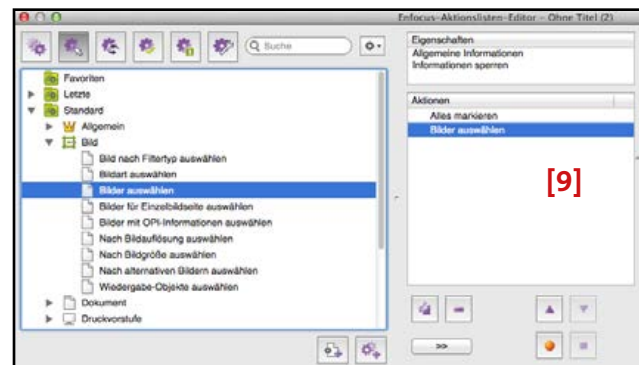 Enfocus-Aktionslisten-Editor – Ohne Titel (2)
Suche
Favoriten
Letzte
Standard
Allgemein
Bild
Bild nach Filtertyp auswählen
Bildart auswählen
Bilder auswählen
Bilder für Einzelbildseite auswählen
Bilder mit OPI-Informationen auswählen
Nach Bildauflösung auswählen
Nach Bildgröße auswählen
Nach alternativen Bildern auswählen
Wiedergabe-Objekte auswählen
Dokument
Druckvorstufe
Eigenschaften
Allgemeine Informationen
Informationen sperren
Aktionen
Alles markieren
Bilder auswählen
[9]
>>